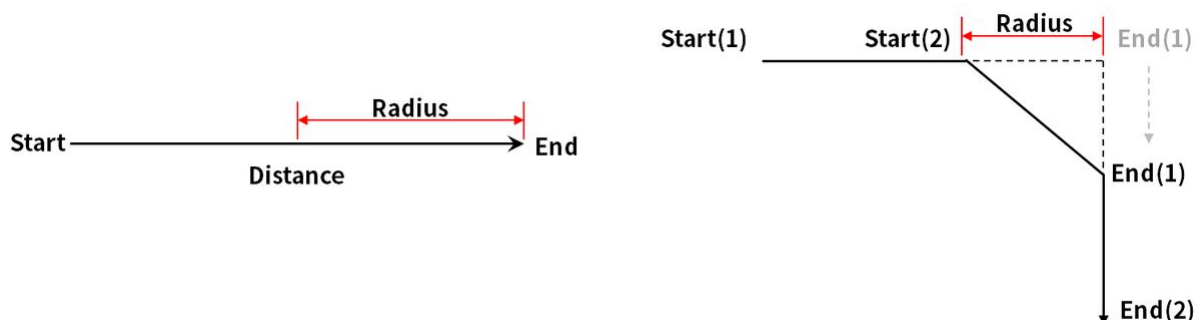 Start
Radius
Distance
End
Start(1)
Start(2)
Radius
End(1)
End(1)
End(2)